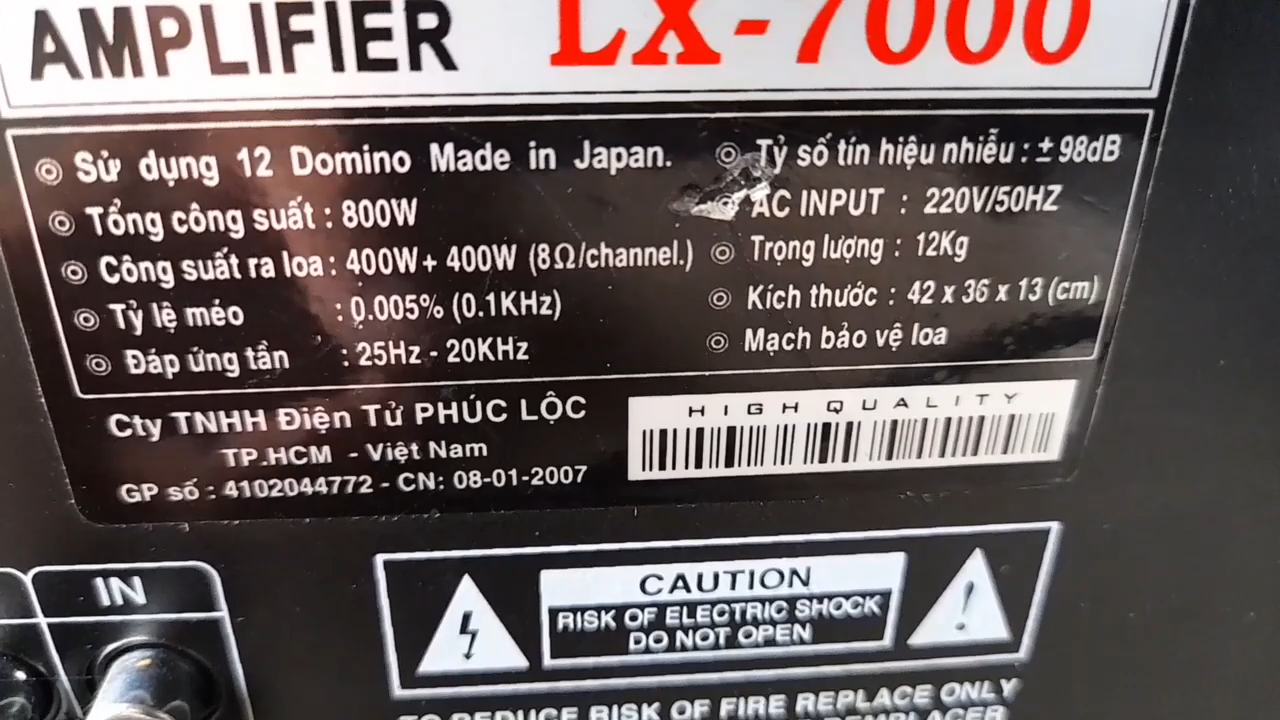 AMPLIFIER LX-7000
Sử dụng 12 Domino Made in Japan.
Tổng công suất : 800W
Công suất ra loa : 400W + 400W (8Ω/channel.)
Tỷ lệ méo : 0.005% (0.1KHz)
Đáp ứng tần : 25Hz - 20KHz
Tỷ số tín hiệu nhiễu : ± 98dB
AC INPUT : 220V/50HZ
Trọng lượng : 12Kg
Kích thước : 42 x 36 x 13 (cm)
Mạch bảo vệ loa
Cty TNHH Điện Tử PHÚC LỘC
TP.HCM - Việt Nam
GP số : 4102044772 - CN: 08-01-2007
HIGH QUALITY
IN
CAUTION
RISK OF ELECTRIC SHOCK
DO NOT OPEN
TO REDUCE RISK OF FIRE REPLACE ONLY